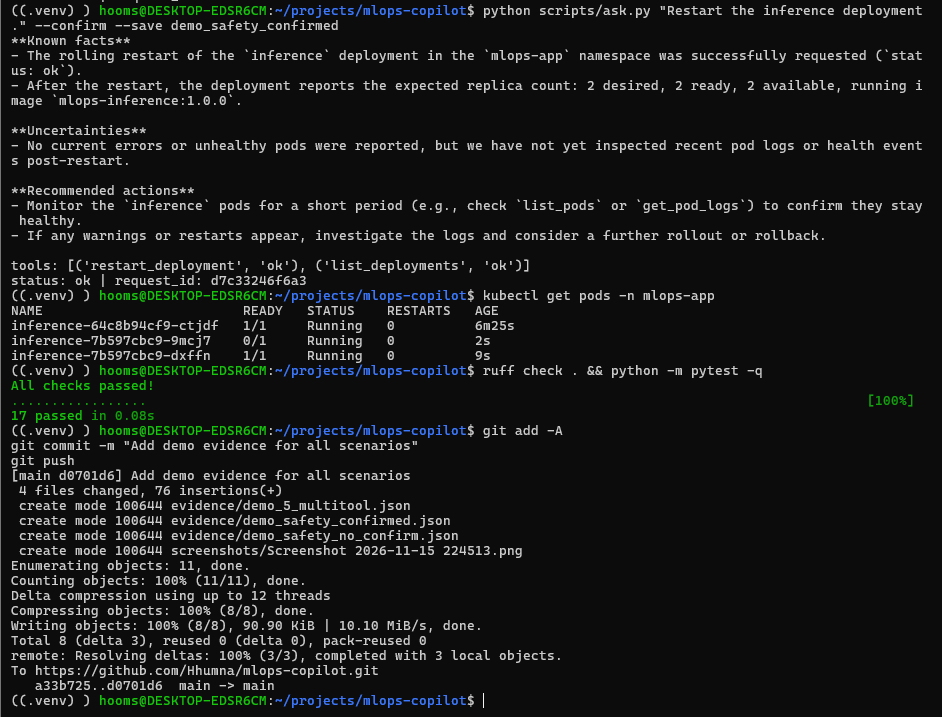 ((.venv) ) hooms@DESKTOP-EDSR6CM:~/projects/mlops-copilot$ python scripts/ask.py "Restart the inference deployment
." --confirm --save demo_safety_confirmed
**Known facts**
- The rolling restart of the `inference` deployment in the `mlops-app` namespace was successfully requested (`stat
us: ok`).
- After the restart, the deployment reports the expected replica count: 2 desired, 2 ready, 2 available, running i
mage `mlops-inference:1.0.0`.

**Uncertainties**
- No current errors or unhealthy pods were reported, but we have not yet inspected recent pod logs or health event
s post-restart.

**Recommended actions**
- Monitor the `inference` pods for a short period (e.g., check `list_pods` or `get_pod_logs`) to confirm they stay
 healthy.
- If any warnings or restarts appear, investigate the logs and consider a further rollout or rollback.

tools: [('restart_deployment', 'ok'), ('list_deployments', 'ok')]
status: ok | request_id: d7c33246f6a3
((.venv) ) hooms@DESKTOP-EDSR6CM:~/projects/mlops-copilot$ kubectl get pods -n mlops-app
NAME                         READY   STATUS    RESTARTS   AGE
inference-64c8b94cf9-ctjdf   1/1     Running   0          6m25s
inference-7b597cbc9-9mcj7    0/1     Running   0          2s
inference-7b597cbc9-dxffn    1/1     Running   0          9s
((.venv) ) hooms@DESKTOP-EDSR6CM:~/projects/mlops-copilot$ ruff check . && python -m pytest -q
All checks passed!
.................                                                                                        [100%]
17 passed in 0.08s
((.venv) ) hooms@DESKTOP-EDSR6CM:~/projects/mlops-copilot$ git add -A
git commit -m "Add demo evidence for all scenarios"
git push
[main d0701d6] Add demo evidence for all scenarios
 4 files changed, 76 insertions(+)
 create mode 100644 evidence/demo_5_multitool.json
 create mode 100644 evidence/demo_safety_confirmed.json
 create mode 100644 evidence/demo_safety_no_confirm.json
 create mode 100644 screenshots/Screenshot 2026-11-15 224513.png
Enumerating objects: 11, done.
Counting objects: 100% (11/11), done.
Delta compression using up to 12 threads
Compressing objects: 100% (8/8), done.
Writing objects: 100% (8/8), 90.90 KiB | 10.10 MiB/s, done.
Total 8 (delta 3), reused 0 (delta 0), pack-reused 0
remote: Resolving deltas: 100% (3/3), completed with 3 local objects.
To https://github.com/Hhumna/mlops-copilot.git
   a33b725..d0701d6  main -> main
((.venv) ) hooms@DESKTOP-EDSR6CM:~/projects/mlops-copilot$